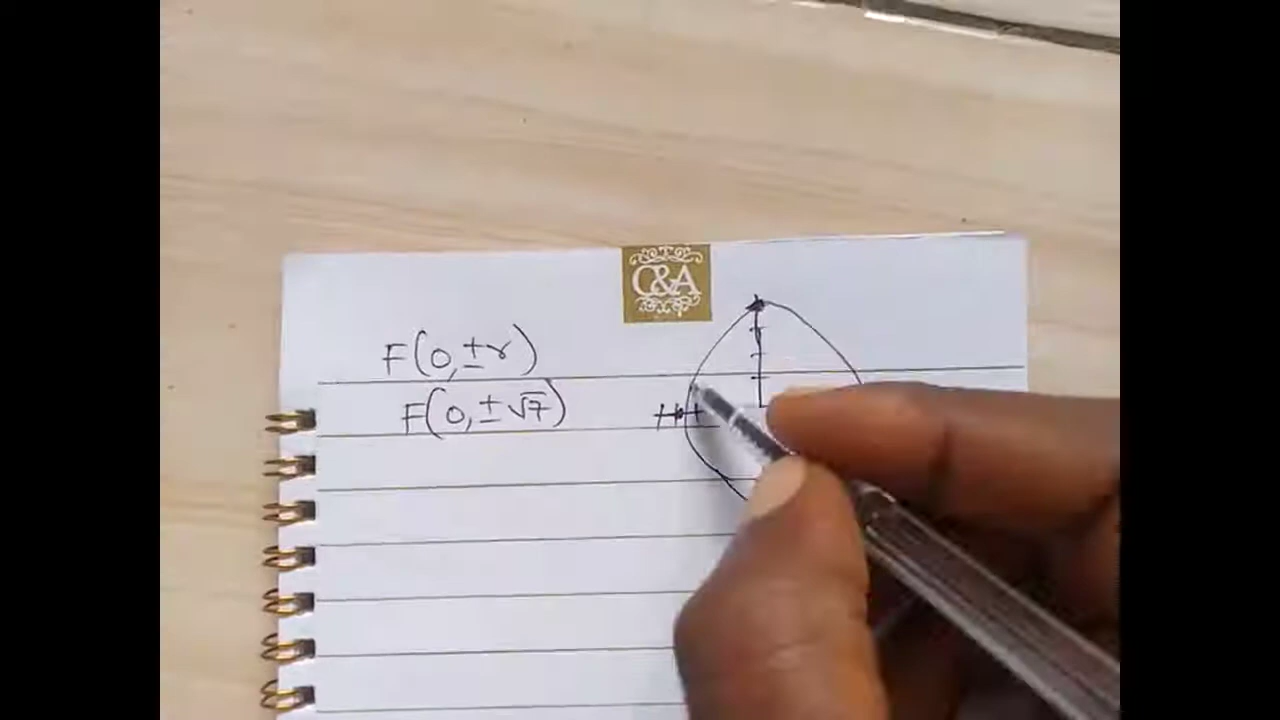 C&A
F(0, ±r)
F(0, ±√7)